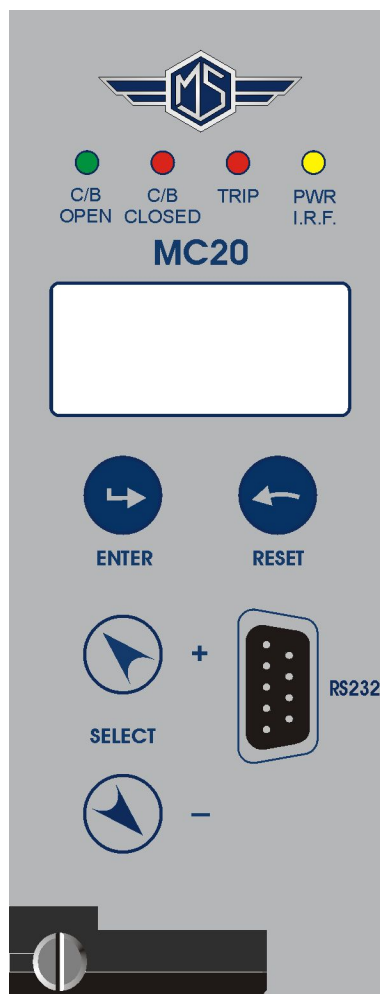 MS
C/B OPEN
C/B CLOSED
TRIP
PWR I.R.F.
MC20
ENTER
RESET
+
RS232
SELECT
–